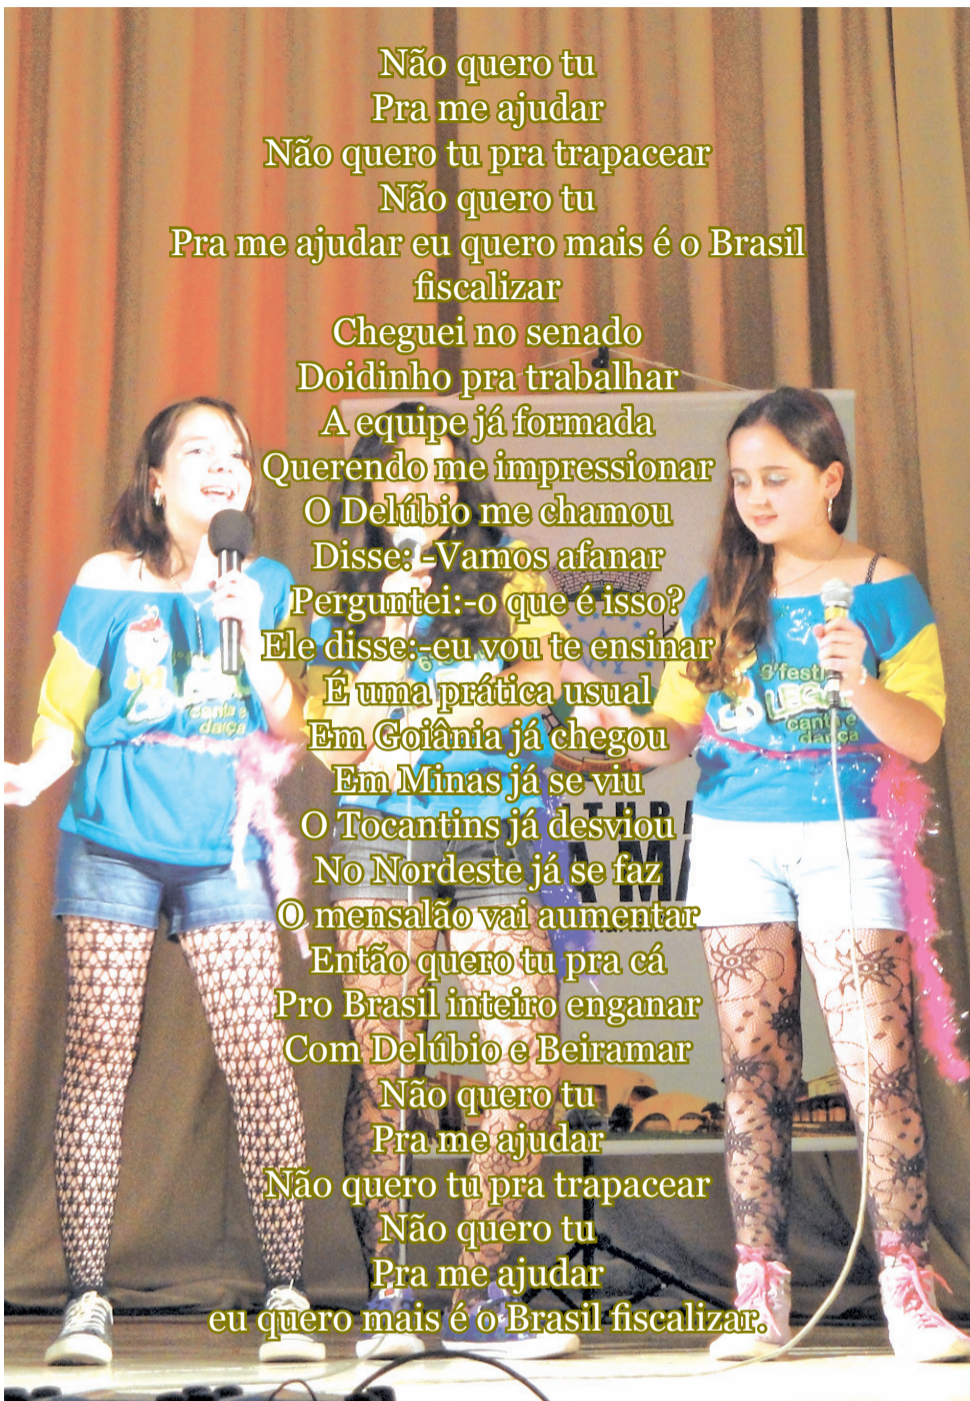 Não quero tu
Pra me ajudar
Não quero tu pra trapacear
Não quero tu
Pra me ajudar eu quero mais é o Brasil
fiscalizar
Cheguei no senado
Doidinho pra trabalhar
A equipe já formada
Querendo me impressionar
O Delúbio me chamou
Disse: -Vamos afanar
Perguntei:-o que é isso?
Ele disse:-eu vou te ensinar
É uma prática usual
Em Goiânia já chegou
Em Minas já se viu
O Tocantins já desviou
No Nordeste já se faz
O mensalão vai aumentar
Então quero tu pra cá
Pro Brasil inteiro enganar
Com Delúbio e Beiramar
Não quero tu
Pra me ajudar
Não quero tu pra trapacear
Não quero tu
Pra me ajudar
eu quero mais é o Brasil fiscalizar.
canta e
dança
canta e
dança